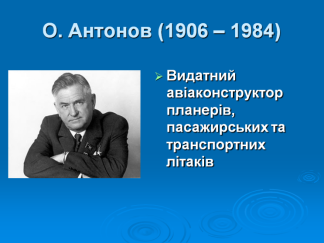 О. Антонов (1906 – 1984)
Видатний
авіаконструктор
планерів,
пасажирських та
транспортних
літаків